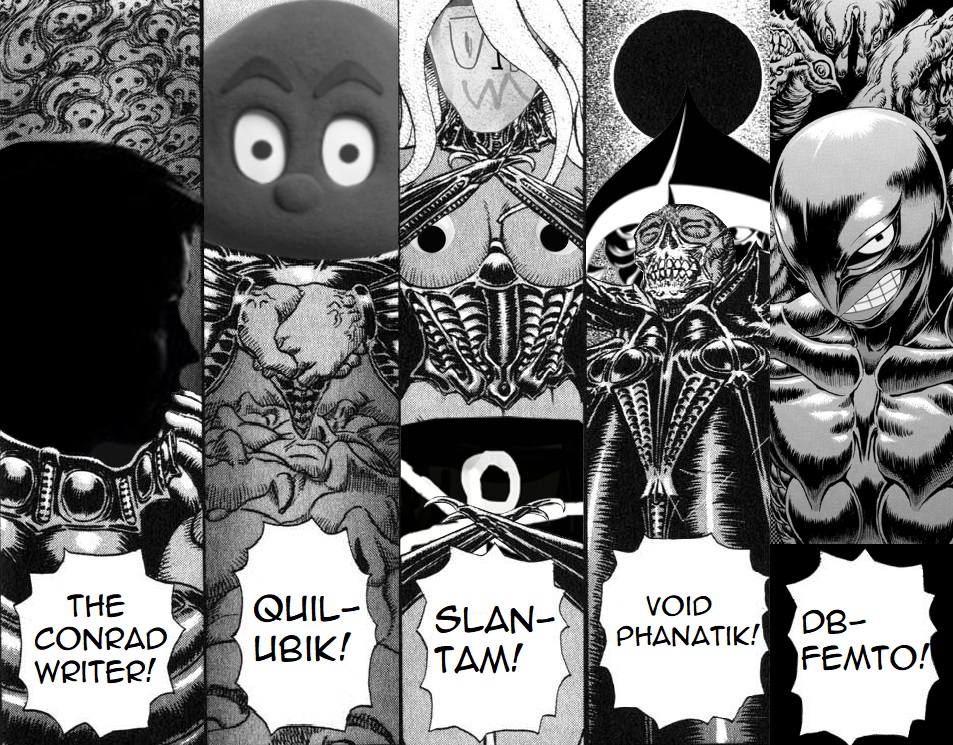 THE
CONRAD
WRITER!
QUIL-
UBIK!
SLAN-
TAM!
VOID
PHANATIK!
DB-
FEMTO!